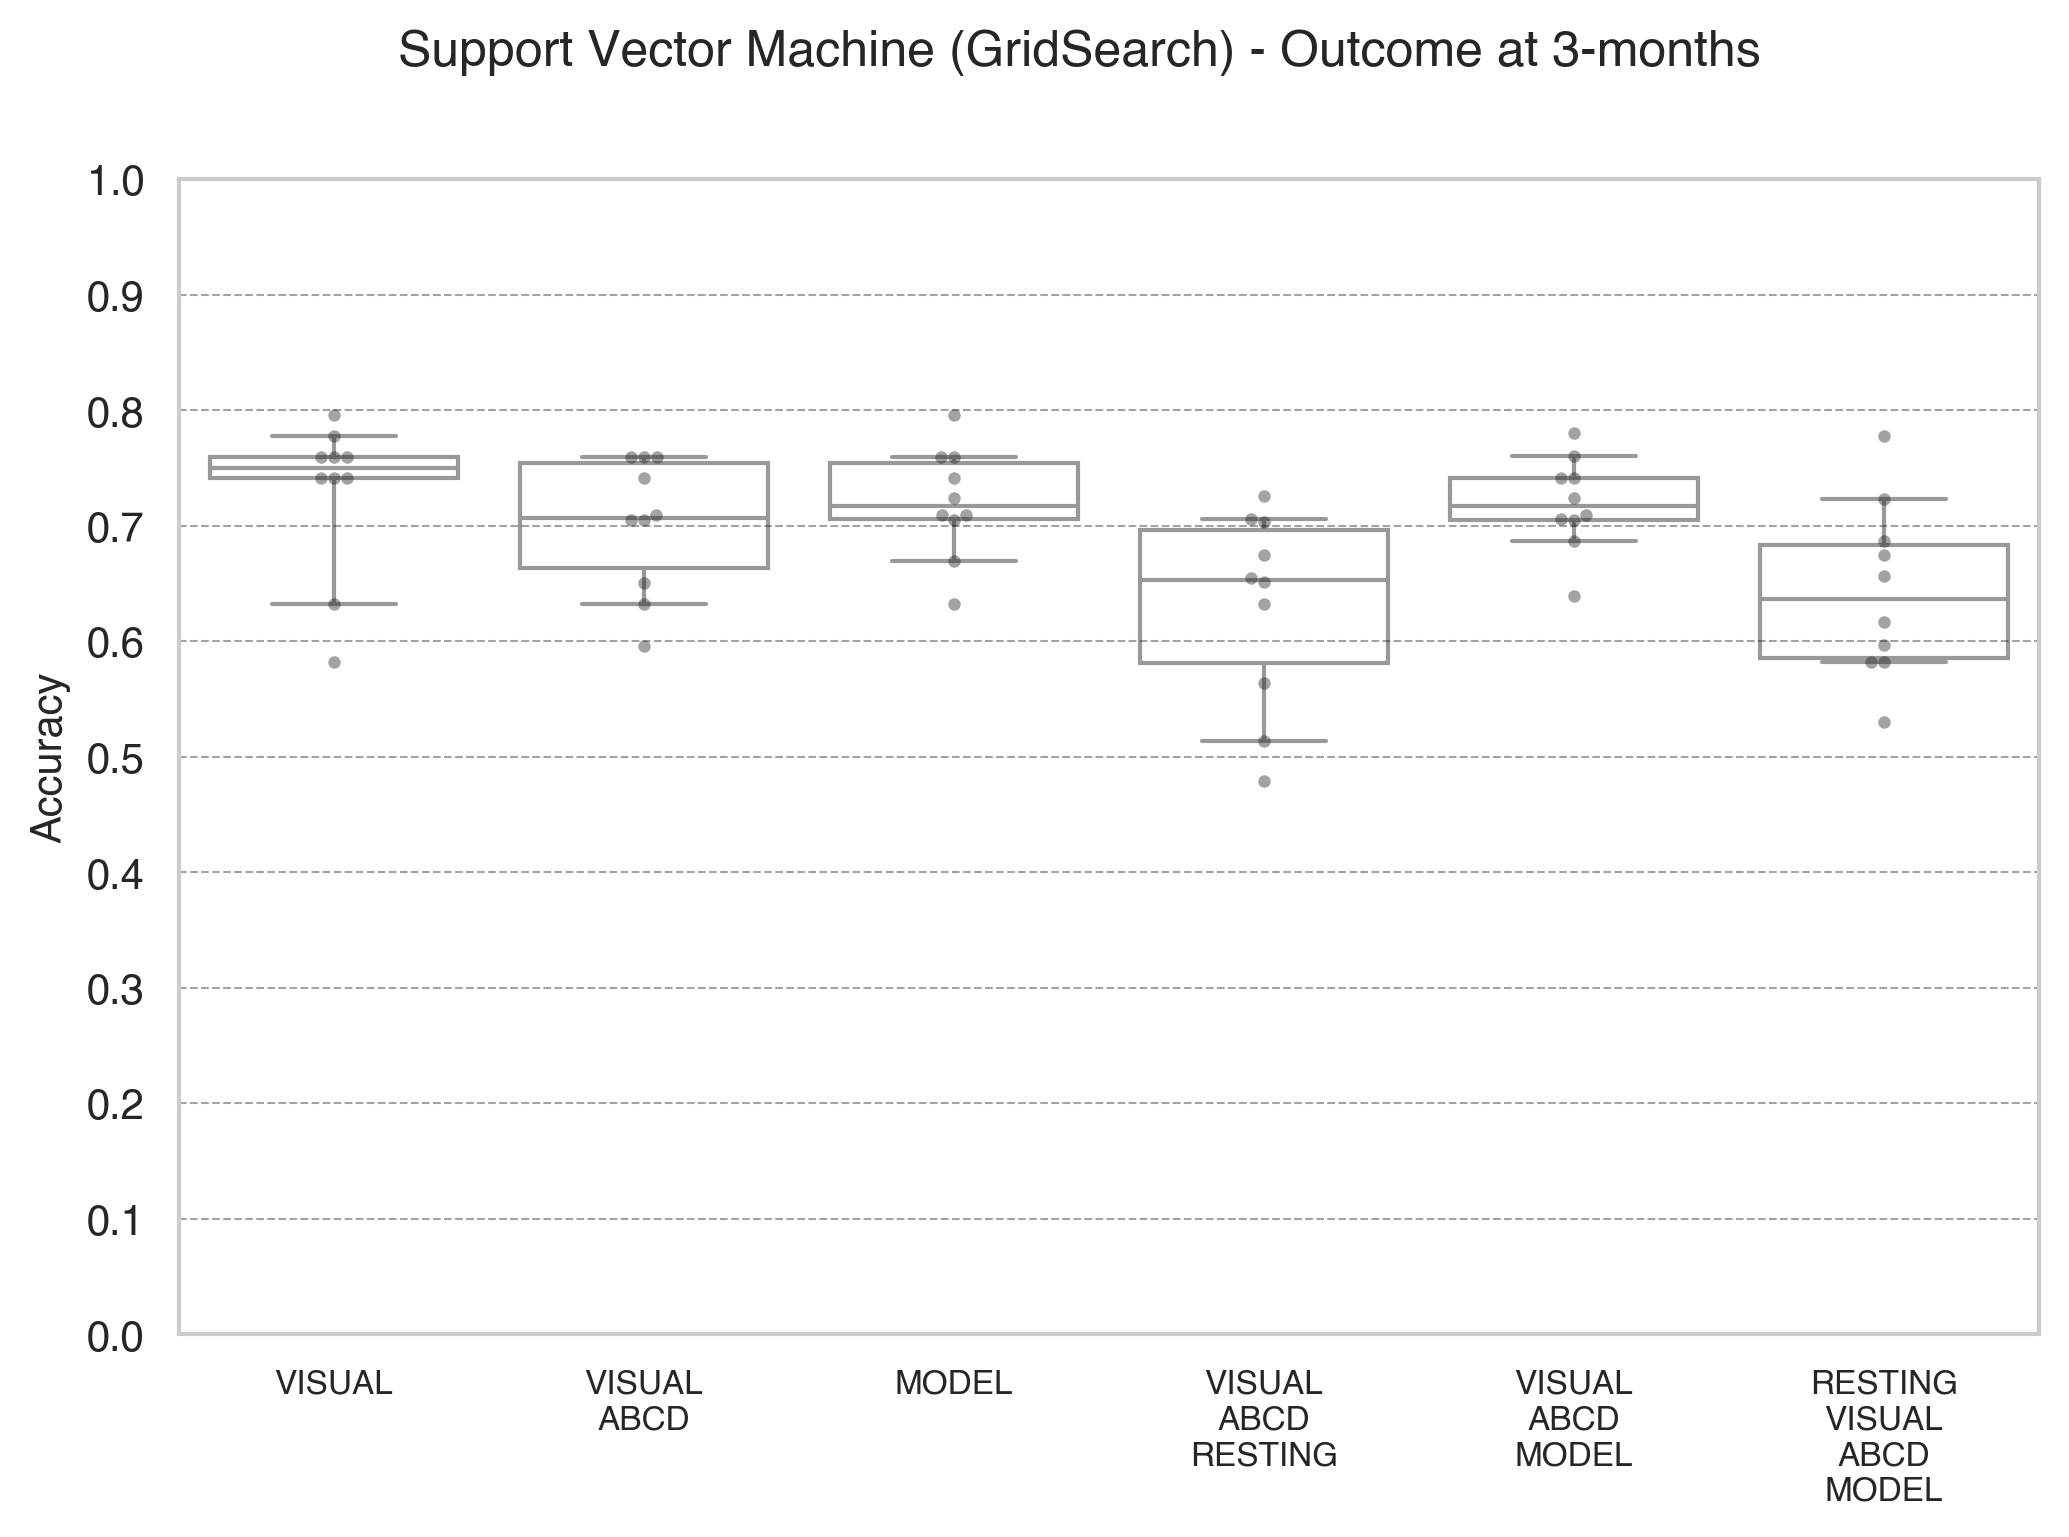 Support Vector Machine (GridSearch) - Outcome at 3-months
Accuracy
1.0
0.9
0.8
0.7
0.6
0.5
0.4
0.3
0.2
0.1
0.0
VISUAL
VISUAL
ABCD
MODEL
VISUAL
ABCD
RESTING
VISUAL
ABCD
MODEL
RESTING
VISUAL
ABCD
MODEL